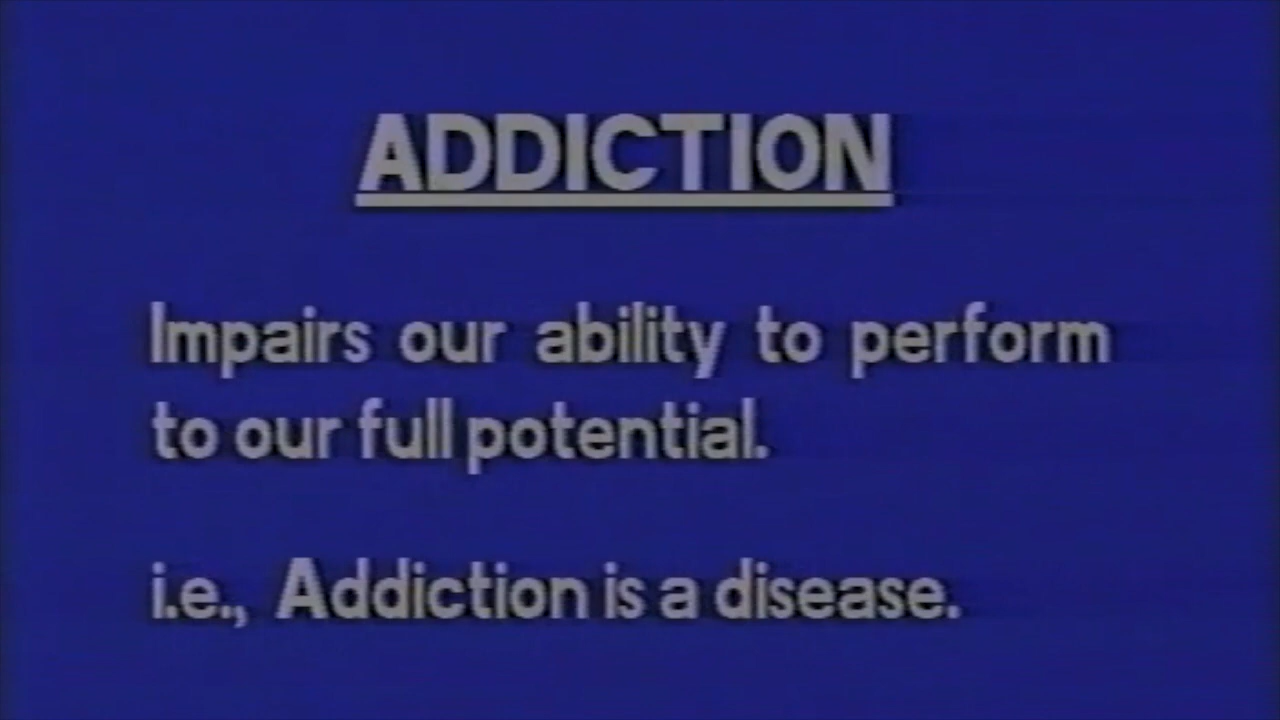 ADDICTION
Impairs our ability to perform
to our full potential.
i.e., Addiction is a disease.